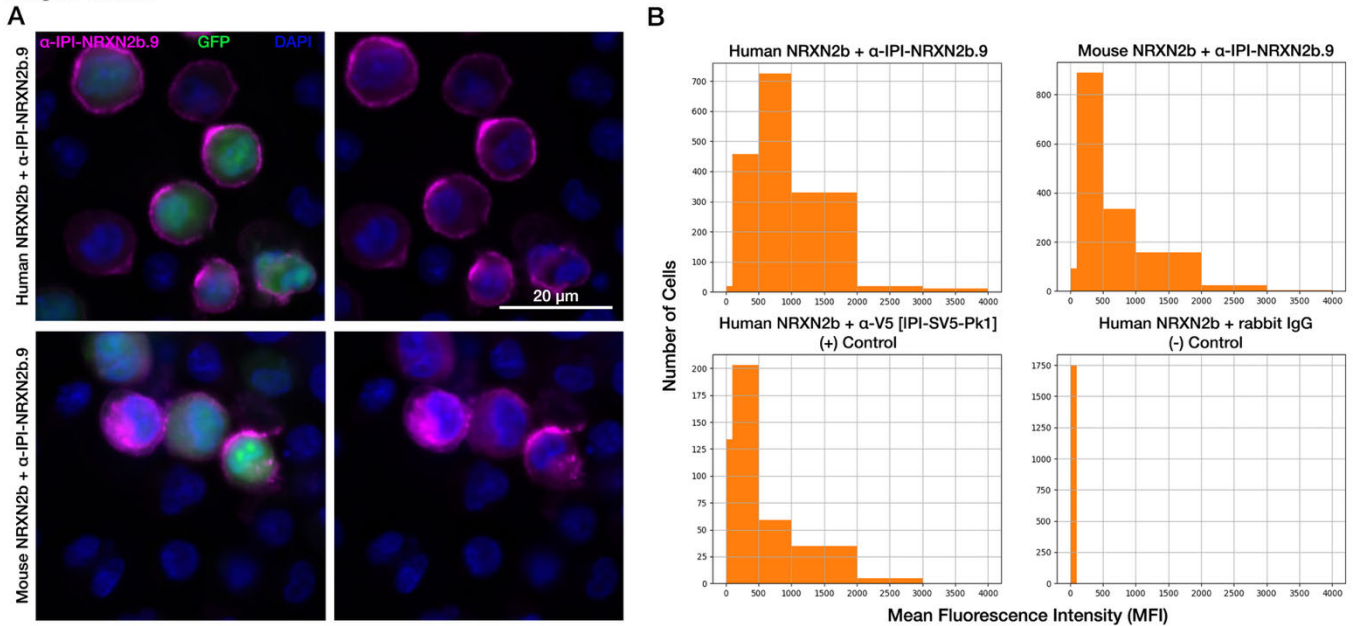 A
α-IPI-NRXN2b.9 GFP DAPI
Human NRXN2b + α-IPI-NRXN2b.9
20 µm
Mouse NRXN2b + α-IPI-NRXN2b.9
B
Human NRXN2b + α-IPI-NRXN2b.9
700
600
500
400
300
200
100
0
0 500 1000 1500 2000 2500 3000 3500 4000
Mouse NRXN2b + α-IPI-NRXN2b.9
800
600
400
200
0
0 500 1000 1500 2000 2500 3000 3500 4000
Number of Cells
Human NRXN2b + α-V5 [IPI-SV5-Pk1]
(+) Control
200
175
150
125
100
75
50
25
0
0 500 1000 1500 2000 2500 3000 3500 4000
Human NRXN2b + rabbit IgG
(-) Control
1750
1500
1250
1000
750
500
250
0
0 500 1000 1500 2000 2500 3000 3500 4000
Mean Fluorescence Intensity (MFI)